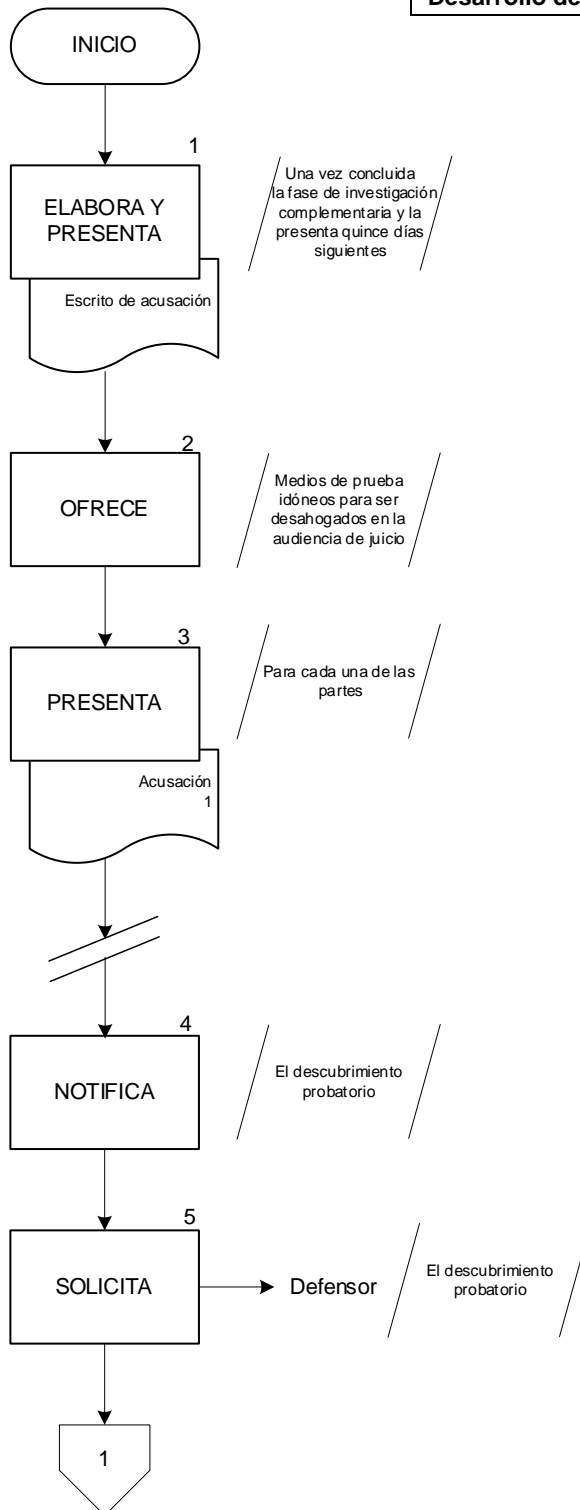 Desarrollo de
INICIO
1
ELABORA Y
PRESENTA
Una vez concluida
la fase de investigación
complementaria y la
presenta quince días
siguientes
Escrito de acusación
2
OFRECE
Medios de prueba
idóneos para ser
desahogados en la
audiencia de juicio
3
PRESENTA
Para cada una de las
partes
Acusación
1
4
NOTIFICA
El descubrimiento
probatorio
5
SOLICITA
Defensor
El descubrimiento
probatorio
1